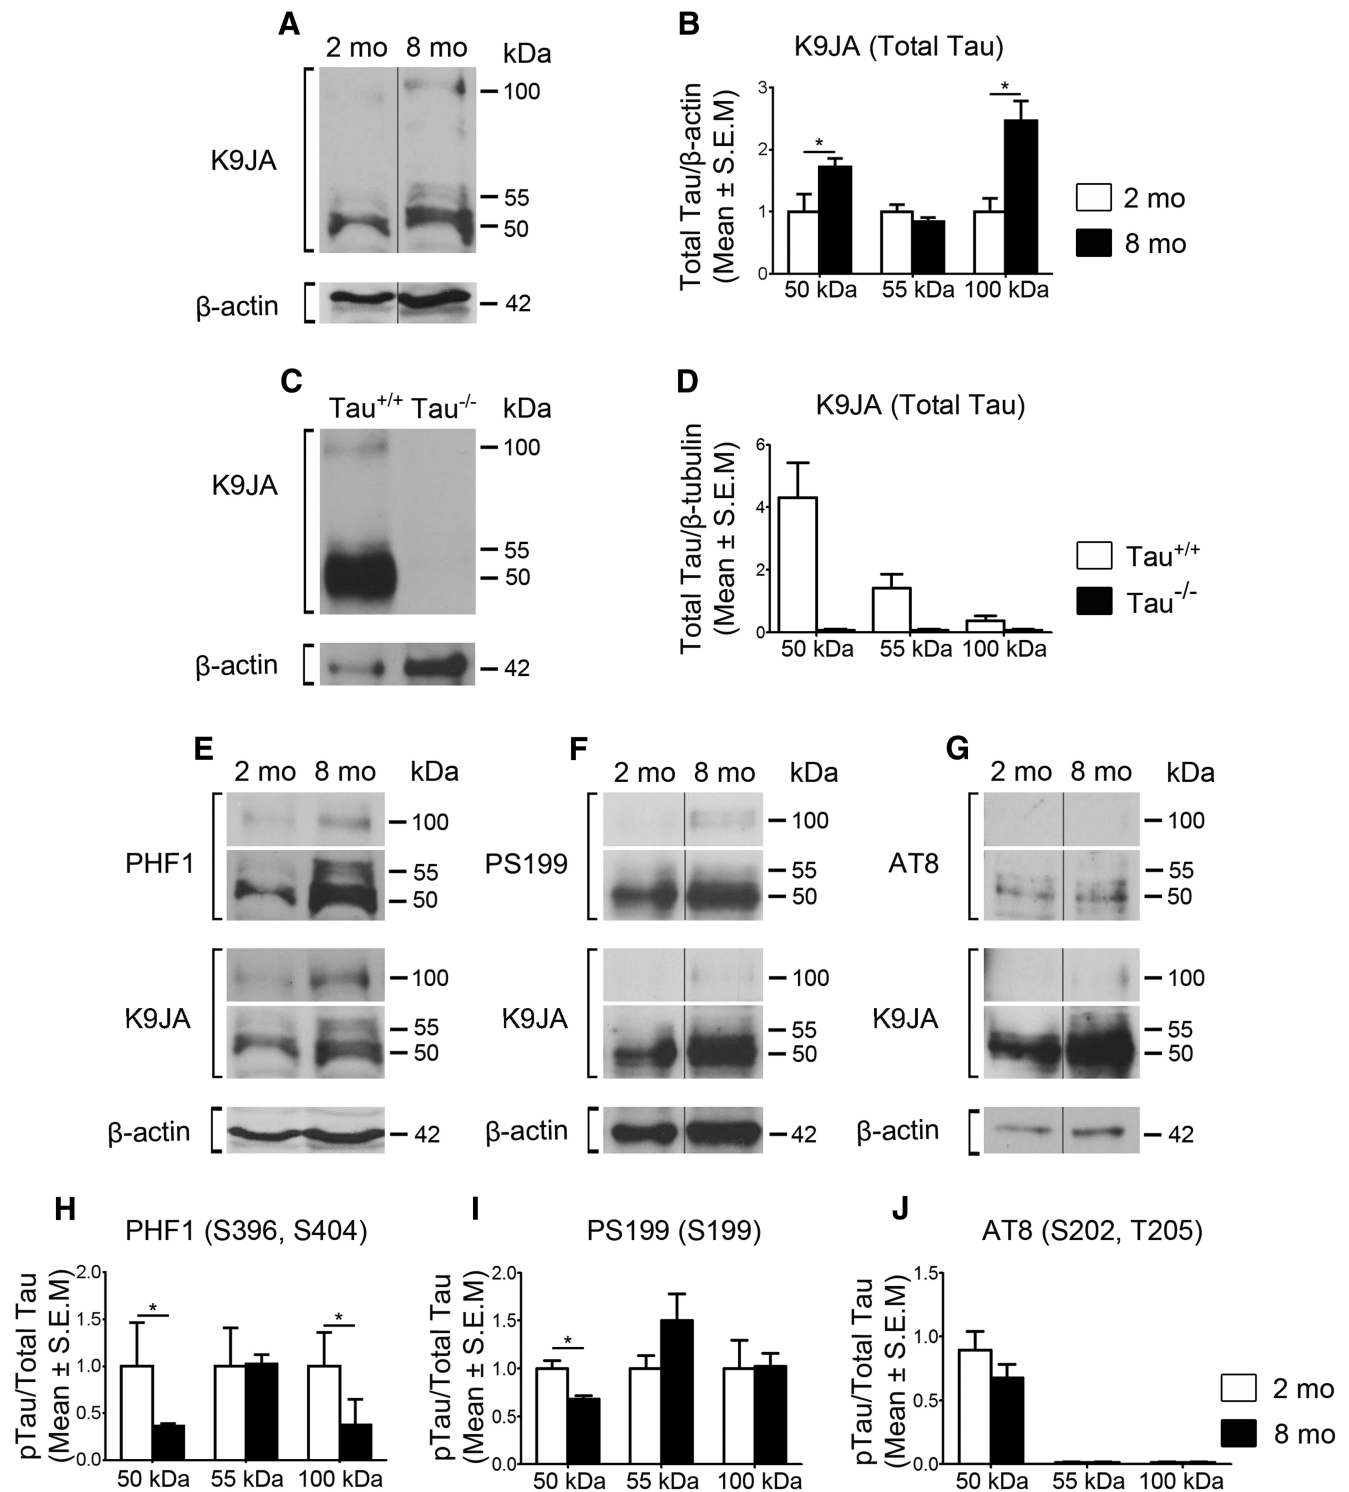 A
2 mo 8 mo kDa
K9JA
100
55
50
β-actin
42
B
K9JA (Total Tau)
Total Tau/β-actin
(Mean ± S.E.M)
3
2
1
0
*
*
50 kDa 55 kDa 100 kDa
2 mo
8 mo
C
Tau+/+ Tau-/- kDa
K9JA
100
55
50
β-actin
42
D
K9JA (Total Tau)
Total Tau/β-tubulin
(Mean ± S.E.M)
6
4
2
0
50 kDa 55 kDa 100 kDa
Tau+/+
Tau-/-
E
2 mo 8 mo kDa
PHF1
100
55
50
K9JA
100
55
50
β-actin
42
F
2 mo 8 mo kDa
PS199
100
55
50
K9JA
100
55
50
β-actin
42
G
2 mo 8 mo kDa
AT8
100
55
50
K9JA
100
55
50
β-actin
42
H
PHF1 (S396, S404)
pTau/Total Tau
(Mean ± S.E.M)
2.0
1.5
1.0
0.5
0.0
*
*
50 kDa 55 kDa 100 kDa
I
PS199 (S199)
pTau/Total Tau
(Mean ± S.E.M)
2.0
1.5
1.0
0.5
0.0
*
50 kDa 55 kDa 100 kDa
J
AT8 (S202, T205)
pTau/Total Tau
(Mean ± S.E.M)
1.5
1.0
0.5
0.0
50 kDa 55 kDa 100 kDa
2 mo
8 mo